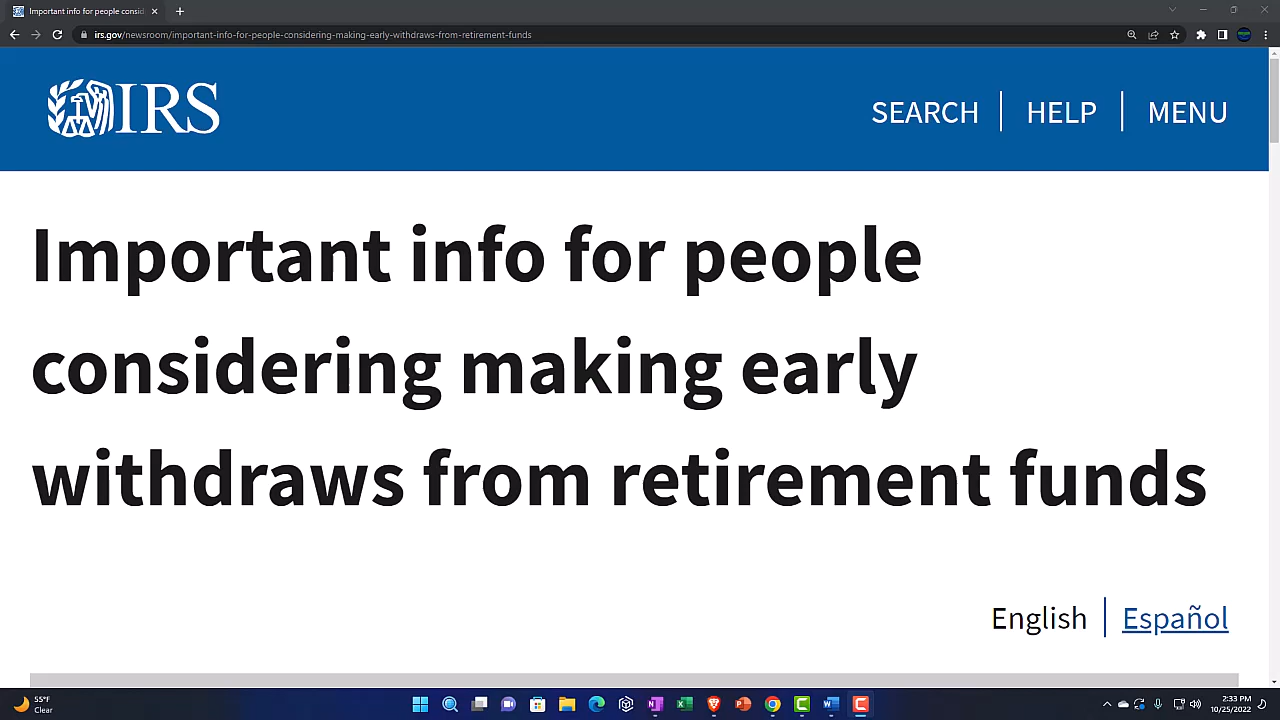 Important info for people consid
irs.gov/newsroom/important-info-for-people-considering-making-early-withdraws-from-retirement-funds
IRS
SEARCH HELP MENU
Important info for people
considering making early
withdraws from retirement funds
English Español
55°F
Clear
2:33 PM
10/25/2022